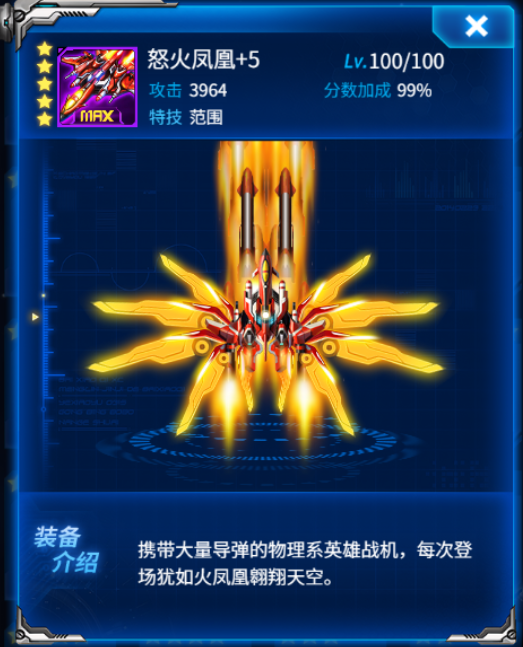 怒火凤凰+5
Lv.100/100
攻击 3964
分数加成 99%
特技 范围
MAX
装备
介绍
携带大量导弹的物理系英雄战机，每次登
场犹如火凤凰翱翔天空。